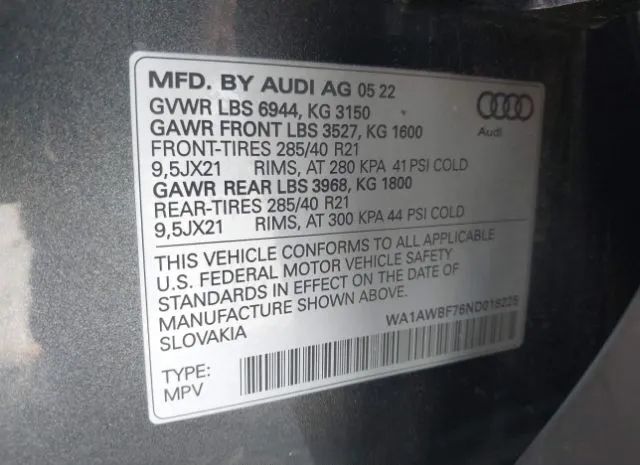 MFD. BY AUDI AG 05 22
GVWR LBS 6944, KG 3150
GAWR FRONT LBS 3527, KG 1600
FRONT-TIRES 285/40 R21
9,5JX21 RIMS, AT 280 KPA 41 PSI COLD
GAWR REAR LBS 3968, KG 1800
REAR-TIRES 285/40 R21
9,5JX21 RIMS, AT 300 KPA 44 PSI COLD
Audi
THIS VEHICLE CONFORMS TO ALL APPLICABLE
U.S. FEDERAL MOTOR VEHICLE SAFETY
STANDARDS IN EFFECT ON THE DATE OF
MANUFACTURE SHOWN ABOVE.
SLOVAKIA
WA1AWBF76ND019225
TYPE:
MPV